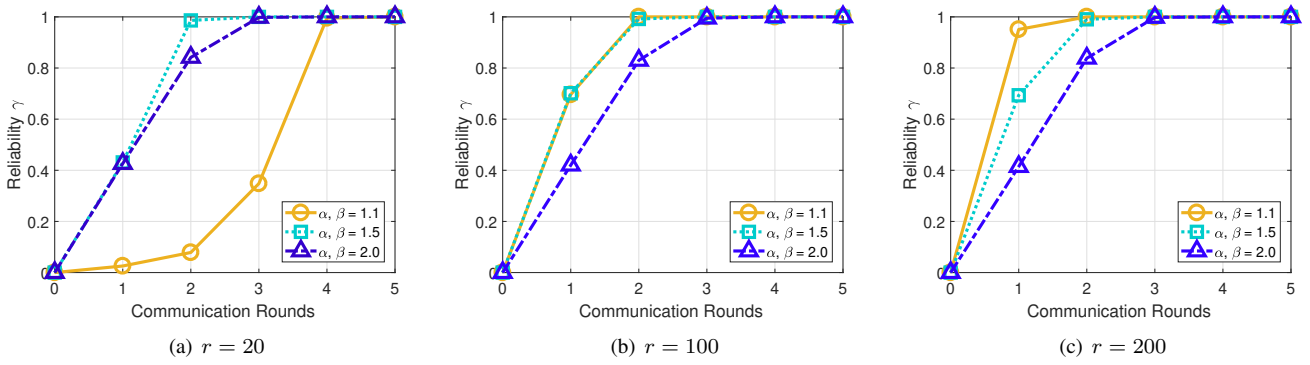 1
0.8
0.6
0.4
0.2
0
Reliability γ
0 1 2 3 4 5
Communication Rounds
α, β = 1.1
α, β = 1.5
α, β = 2.0
(a) r = 20
1
0.8
0.6
0.4
0.2
0
Reliability γ
0 1 2 3 4 5
Communication Rounds
α, β = 1.1
α, β = 1.5
α, β = 2.0
(b) r = 100
1
0.8
0.6
0.4
0.2
0
Reliability γ
0 1 2 3 4 5
Communication Rounds
α, β = 1.1
α, β = 1.5
α, β = 2.0
(c) r = 200